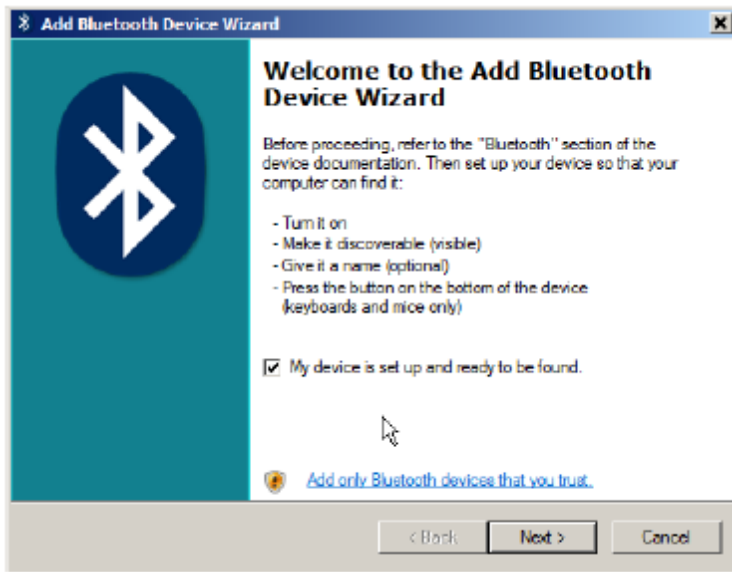 Add Bluetooth Device Wizard
Welcome to the Add Bluetooth
Device Wizard
Before proceeding, refer to the "Bluetooth" section of the
device documentation. Then set up your device so that your
computer can find it:
- Turn it on
- Make it discoverable (visible)
- Give it a name (optional)
- Press the button on the bottom of the device
(keyboards and mice only)
My device is set up and ready to be found.
Add only Bluetooth devices that you trust.
< Back Next > Cancel